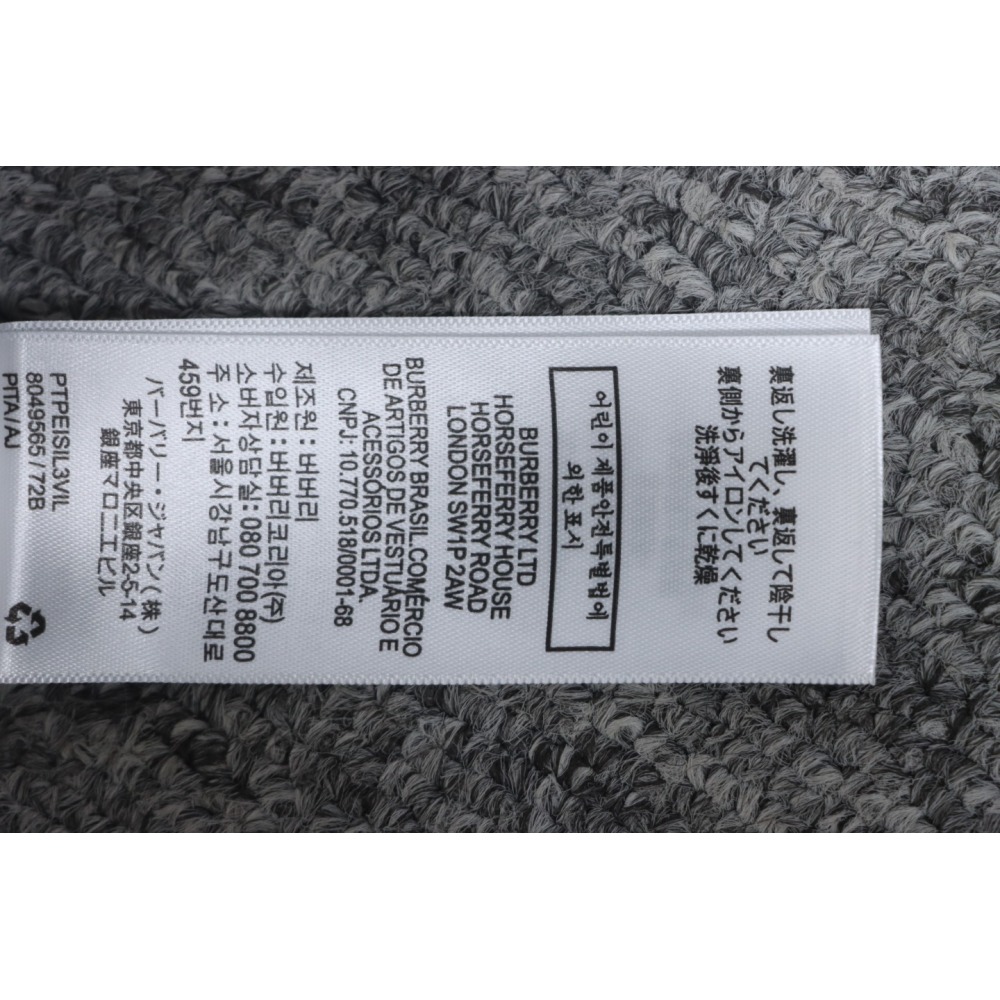 裏返し洗濯し、裏返して陰干し
てください
裏側からアイロンしてください
洗浄後すぐに乾燥
어린이 제품안전특별법에
의한 표시
BURBERRY LTD
HORSEFERRY HOUSE
HORSEFERRY ROAD
LONDON SW1P 2AW
BURBERRY BRASIL.COMÉRCIO
DE ARTIGOS DE VESTUÁRIO E
ACESSORIOS LTDA.
CNPJ: 10.770.518/0001-68
제조원 : 버버리
수입원 : 버버리코리아(주)
소버자상담실: 080 700 8800
주 소 : 서울시강남구도산대로
459번지
バーバリー・ジャパン(株)
東京都中央区銀座2-5-14
銀座マロニエビル
PTPEISIL3VIL
8049565 / 72B
PITA/AJ